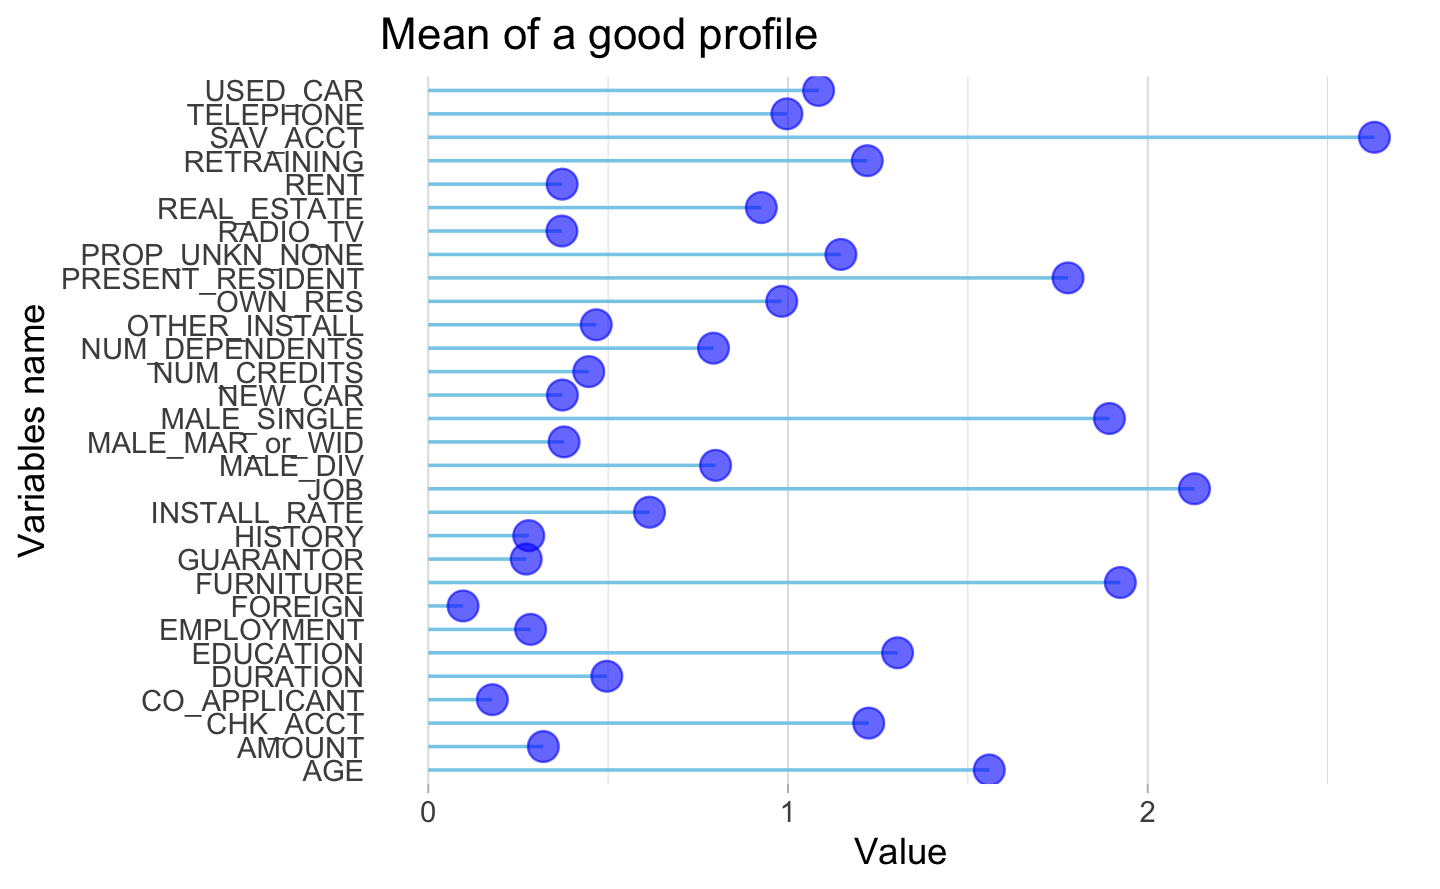 Mean of a good profile
USED_CAR
TELEPHONE
SAV_ACCT
RETRAINING
RENT
REAL_ESTATE
RADIO_TV
PROP_UNKN_NONE
PRESENT_RESIDENT
OWN_RES
OTHER_INSTALL
NUM_DEPENDENTS
NUM_CREDITS
NEW_CAR
MALE_SINGLE
MALE_MAR_or_WID
MALE_DIV
JOB
INSTALL_RATE
HISTORY
GUARANTOR
FURNITURE
FOREIGN
EMPLOYMENT
EDUCATION
DURATION
CO_APPLICANT
CHK_ACCT
AMOUNT
AGE
Variables name
0 1 2
Value